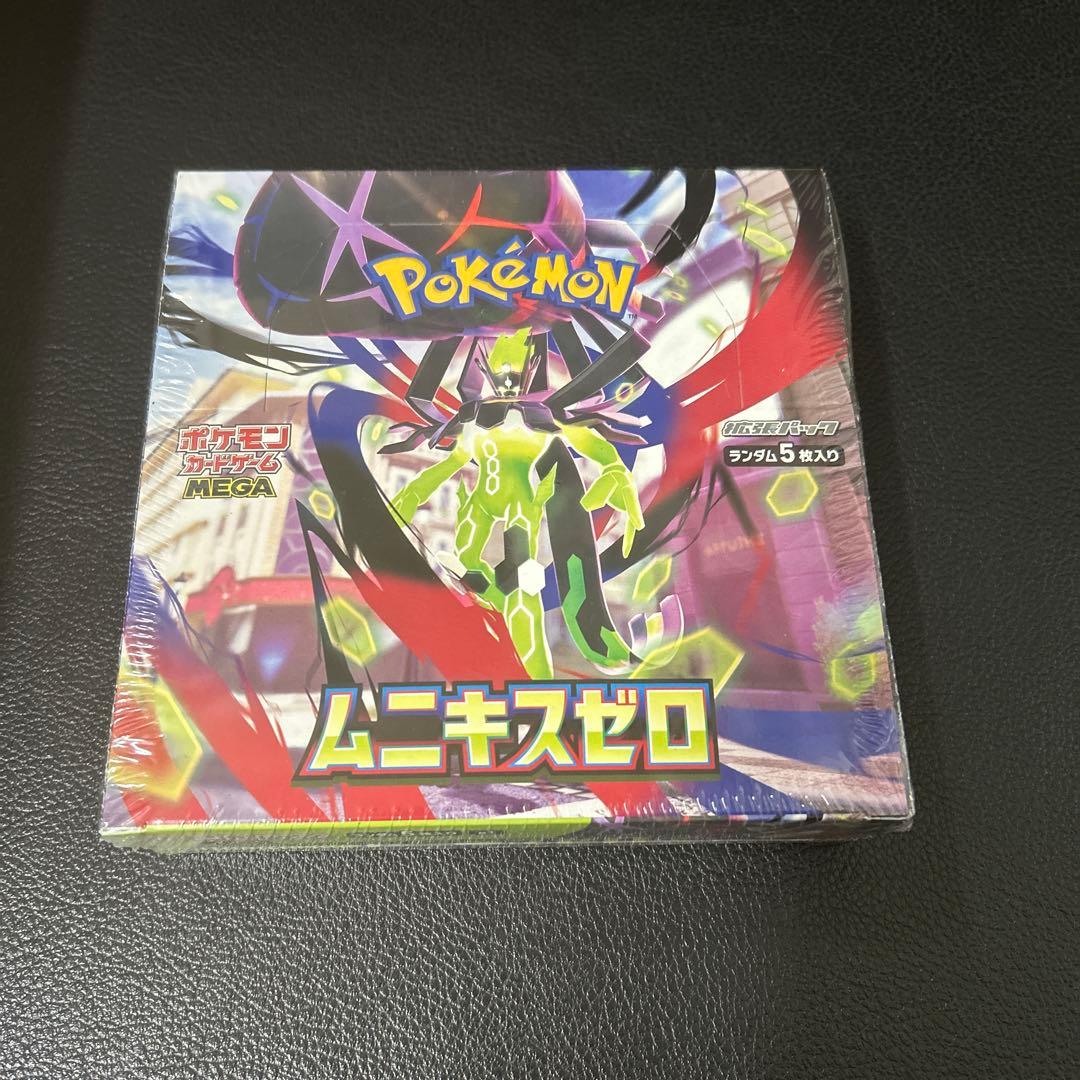 POKéMON
TM
ポケモン
カードゲーム
MEGA
拡張パック
ランダム5枚入り
ムニキスゼロ